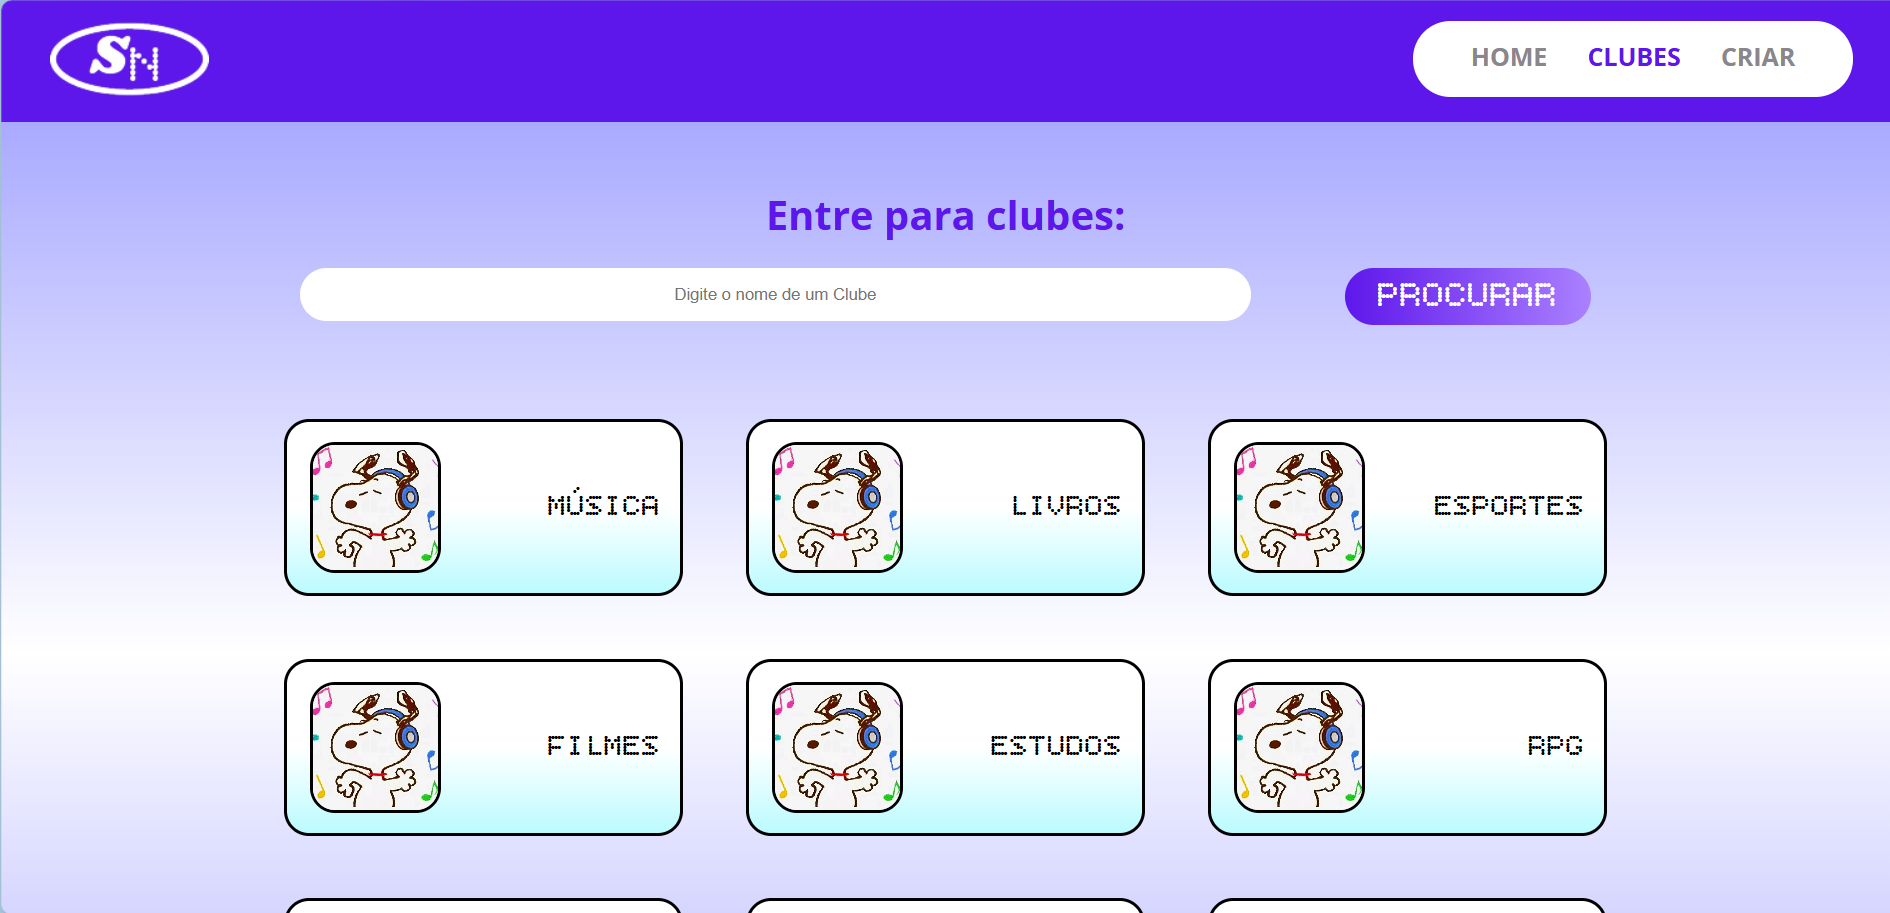 SN
HOME CLUBES CRIAR
Entre para clubes:
Digite o nome de um Clube
PROCURAR
MÚSICA
LIVROS
ESPORTES
FILMES
ESTUDOS
RPG